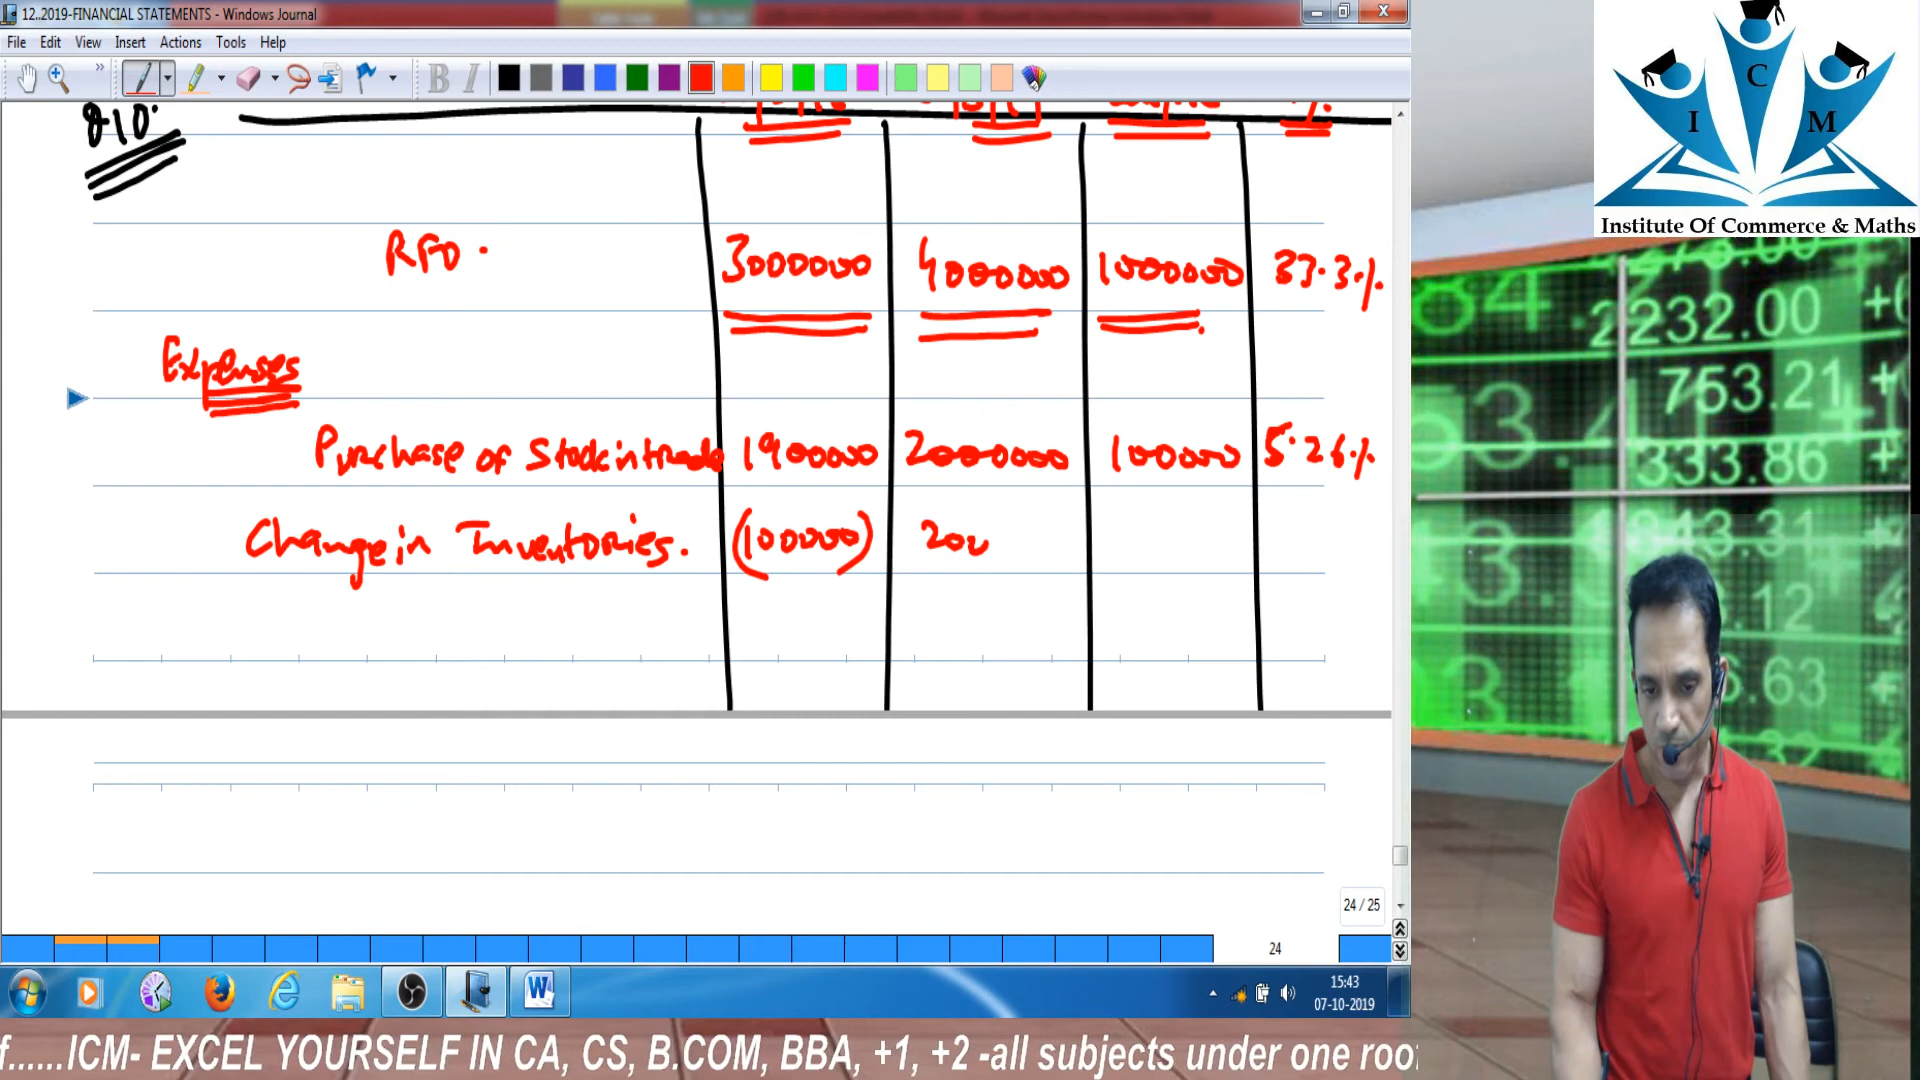 12..2019-FINANCIAL STATEMENTS - Windows Journal
File Edit View Insert Actions Tools Help
B I
I C M
Institute Of Commerce & Maths
810.
%
RFO. 3000000 4000000 1000000 33.3%
Expenses
Purchase of Stock in trade 1900000 2000000 100000 5.26%
Change in Inventories. (100000) 200
2232.00
753.21
333.86
24 / 25
24
15:43
07-10-2019
f......ICM- EXCEL YOURSELF IN CA, CS, B.COM, BBA, +1, +2 -all subjects under one roof